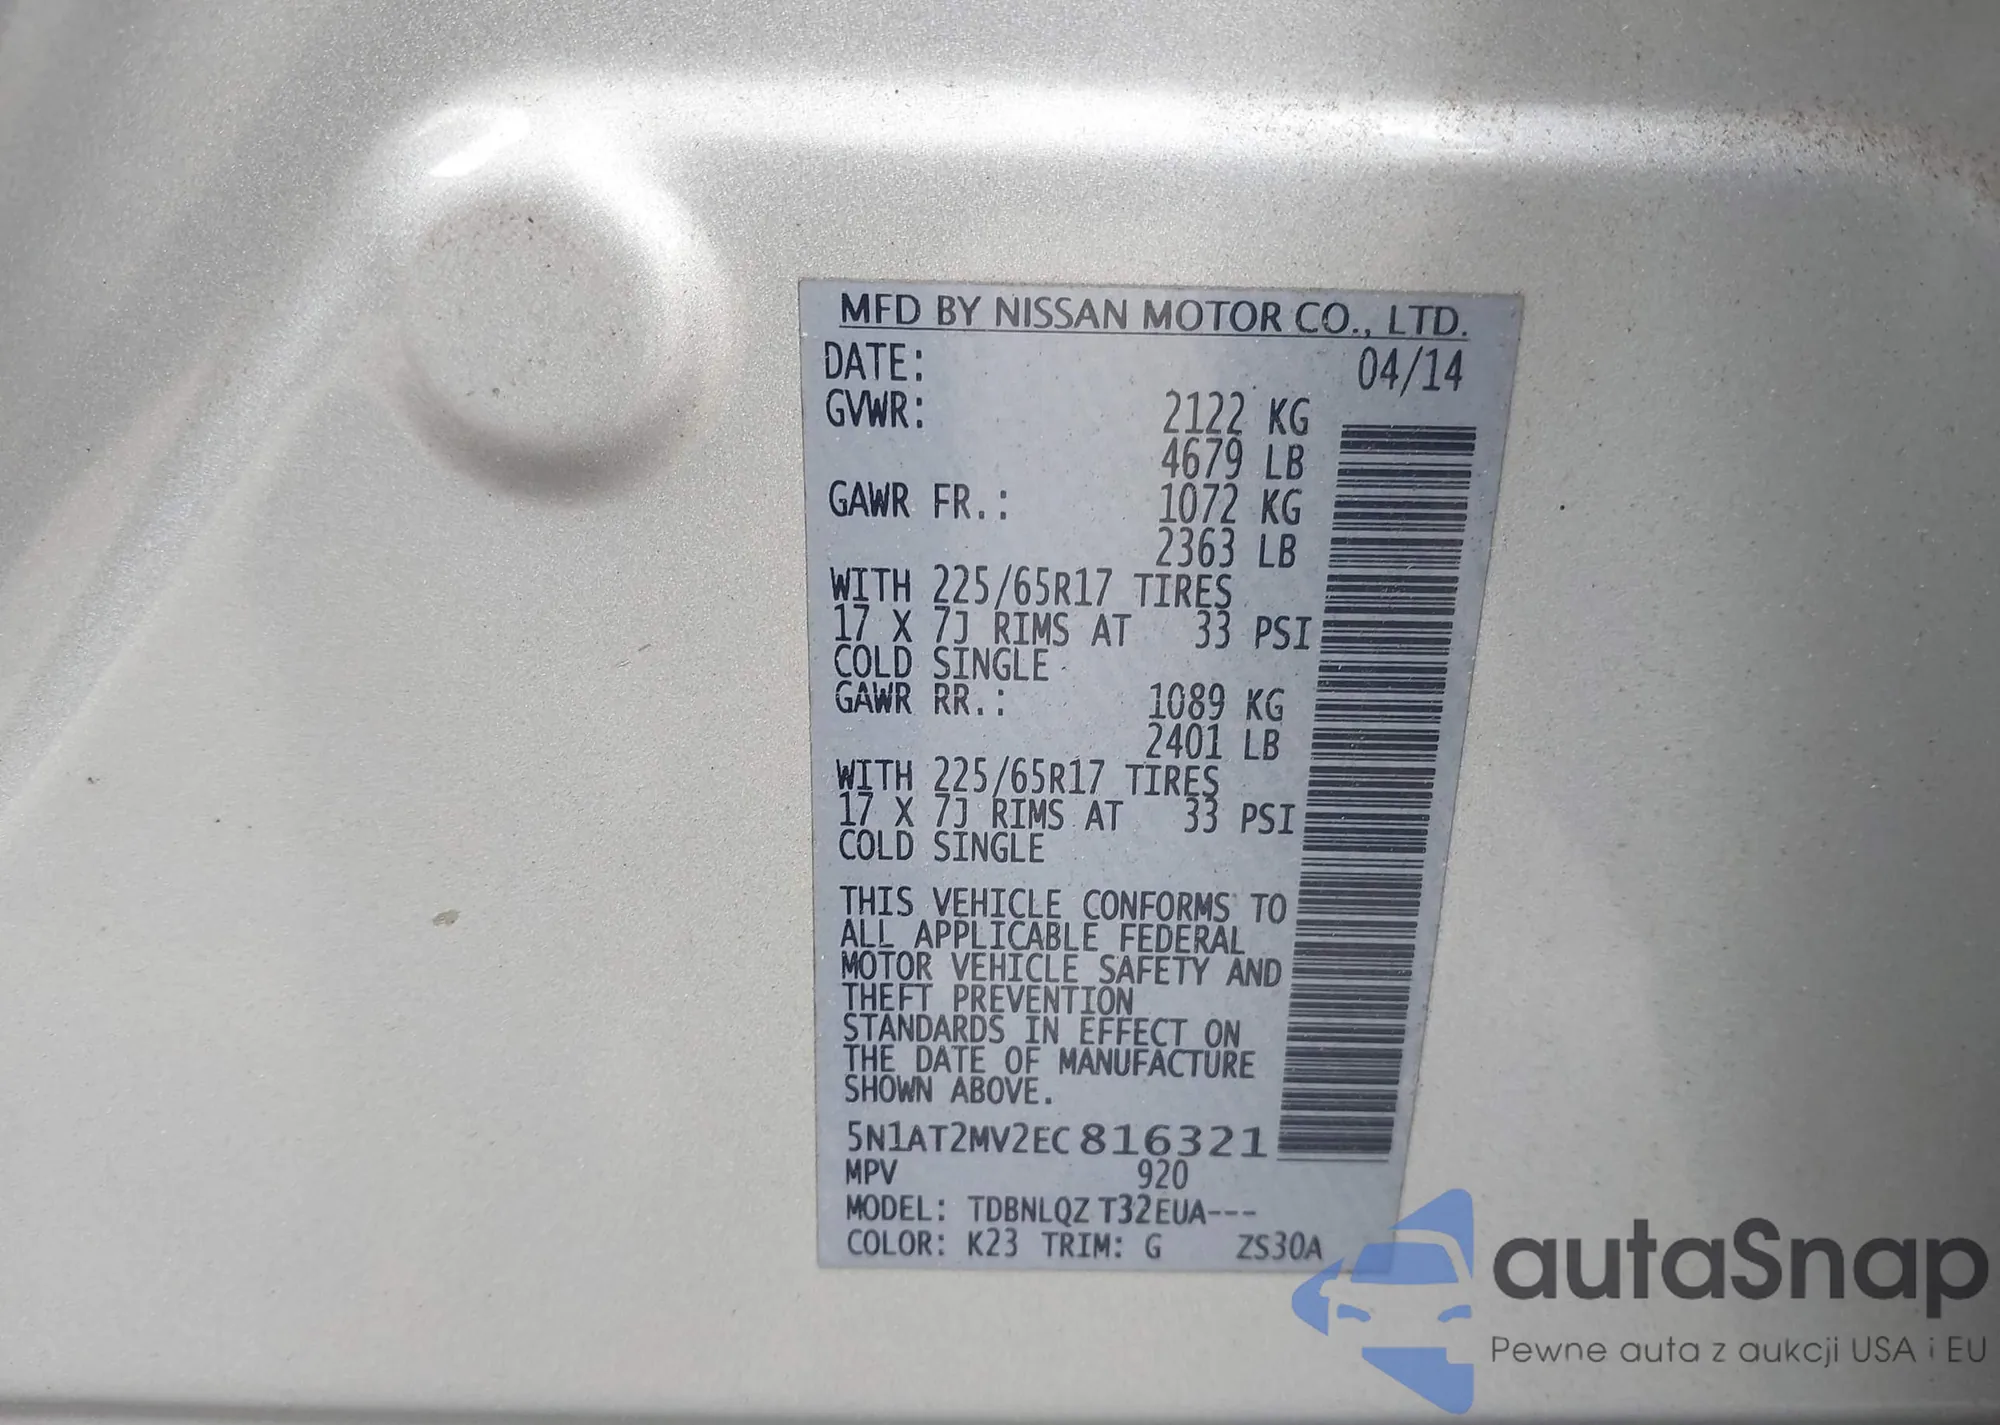 MFD BY NISSAN MOTOR CO., LTD.
DATE: 04/14
GVWR: 2122 KG
4679 LB
GAWR FR.: 1072 KG
2363 LB
WITH 225/65R17 TIRES
17 X 7J RIMS AT 33 PSI
COLD SINGLE
GAWR RR.: 1089 KG
2401 LB
WITH 225/65R17 TIRES
17 X 7J RIMS AT 33 PSI
COLD SINGLE
THIS VEHICLE CONFORMS TO
ALL APPLICABLE FEDERAL
MOTOR VEHICLE SAFETY AND
THEFT PREVENTION
STANDARDS IN EFFECT ON
THE DATE OF MANUFACTURE
SHOWN ABOVE.
5N1AT2MV2EC816321
MPV 920
MODEL: TDBNLQZ T32EUA---
COLOR: K23 TRIM: G ZS30A
autaSnap
Pewne auta z aukcji USA i EU